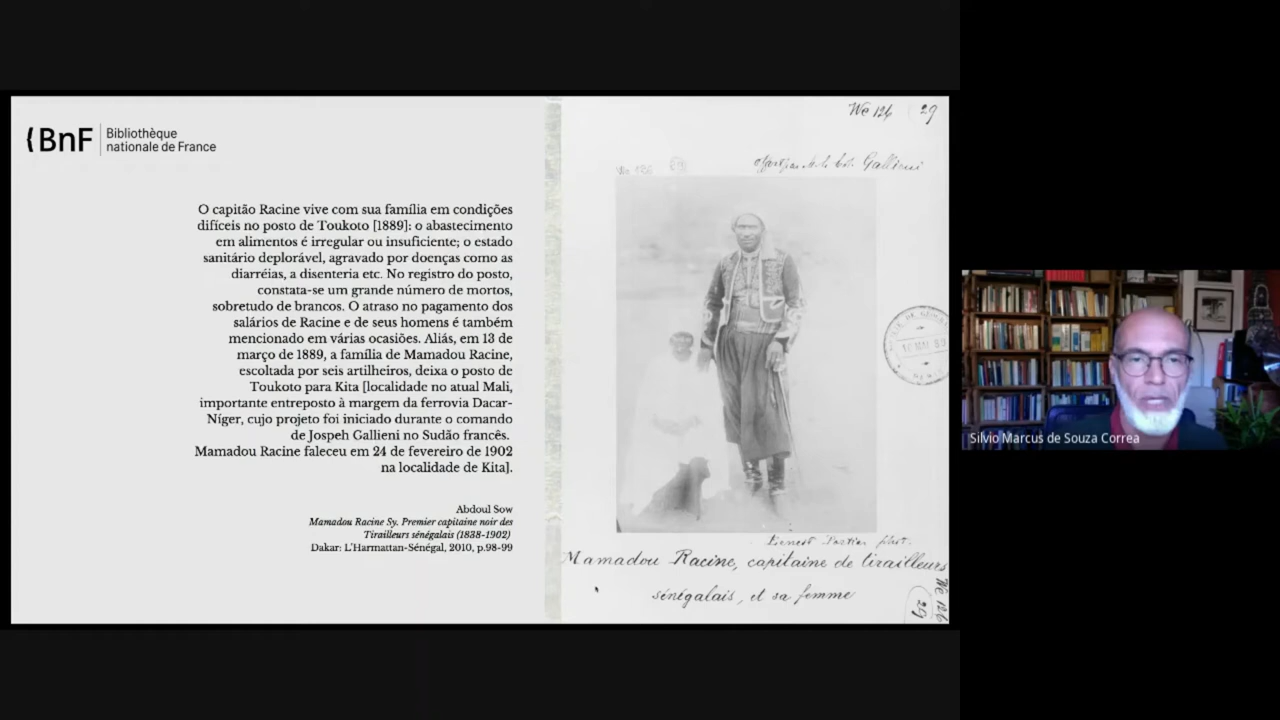 BnF
Bibliothèque
nationale de France
O capitão Racine vive com sua família em condições
difíceis no posto de Toukoto [1889]: o abastecimento
em alimentos é irregular ou insuficiente; o estado
sanitário deplorável, agravado por doenças como as
diarréias, a disenteria etc. No registro do posto,
constata-se um grande número de mortos,
sobretudo de brancos. O atraso no pagamento dos
salários de Racine e de seus homens é também
mencionado em várias ocasiões. Aliás, em 13 de
março de 1889, a família de Mamadou Racine,
escoltada por seis artilheiros, deixa o posto de
Toukoto para Kita [localidade no atual Mali,
importante entreposto à margem da ferrovia Dacar-
Níger, cujo projeto foi iniciado durante o comando
de Jospeh Gallieni no Sudão francês.
Mamadou Racine faleceu em 24 de fevereiro de 1902
na localidade de Kita].
Abdoul Sow
Mamadou Racine Sy. Premier capitaine noir des
Tirailleurs sénégalais (1838-1902)
Dakar: L'Harmattan-Sénégal, 2010, p.98-99
We 126 29
Gallieni
We 126
phot.
Mamadou Racine, capitaine de tirailleurs
sénégalais, et sa femme
We 126
29
Silvio Marcus de Souza Correa